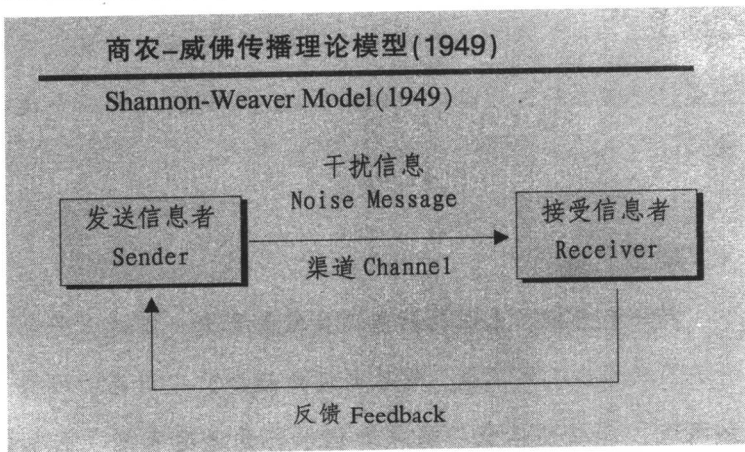 商农–威佛传播理论模型(1949)
Shannon-Weaver Model(1949)
干扰信息
Noise Message
发送信息者
Sender
渠道 Channel
接受信息者
Receiver
反馈 Feedback